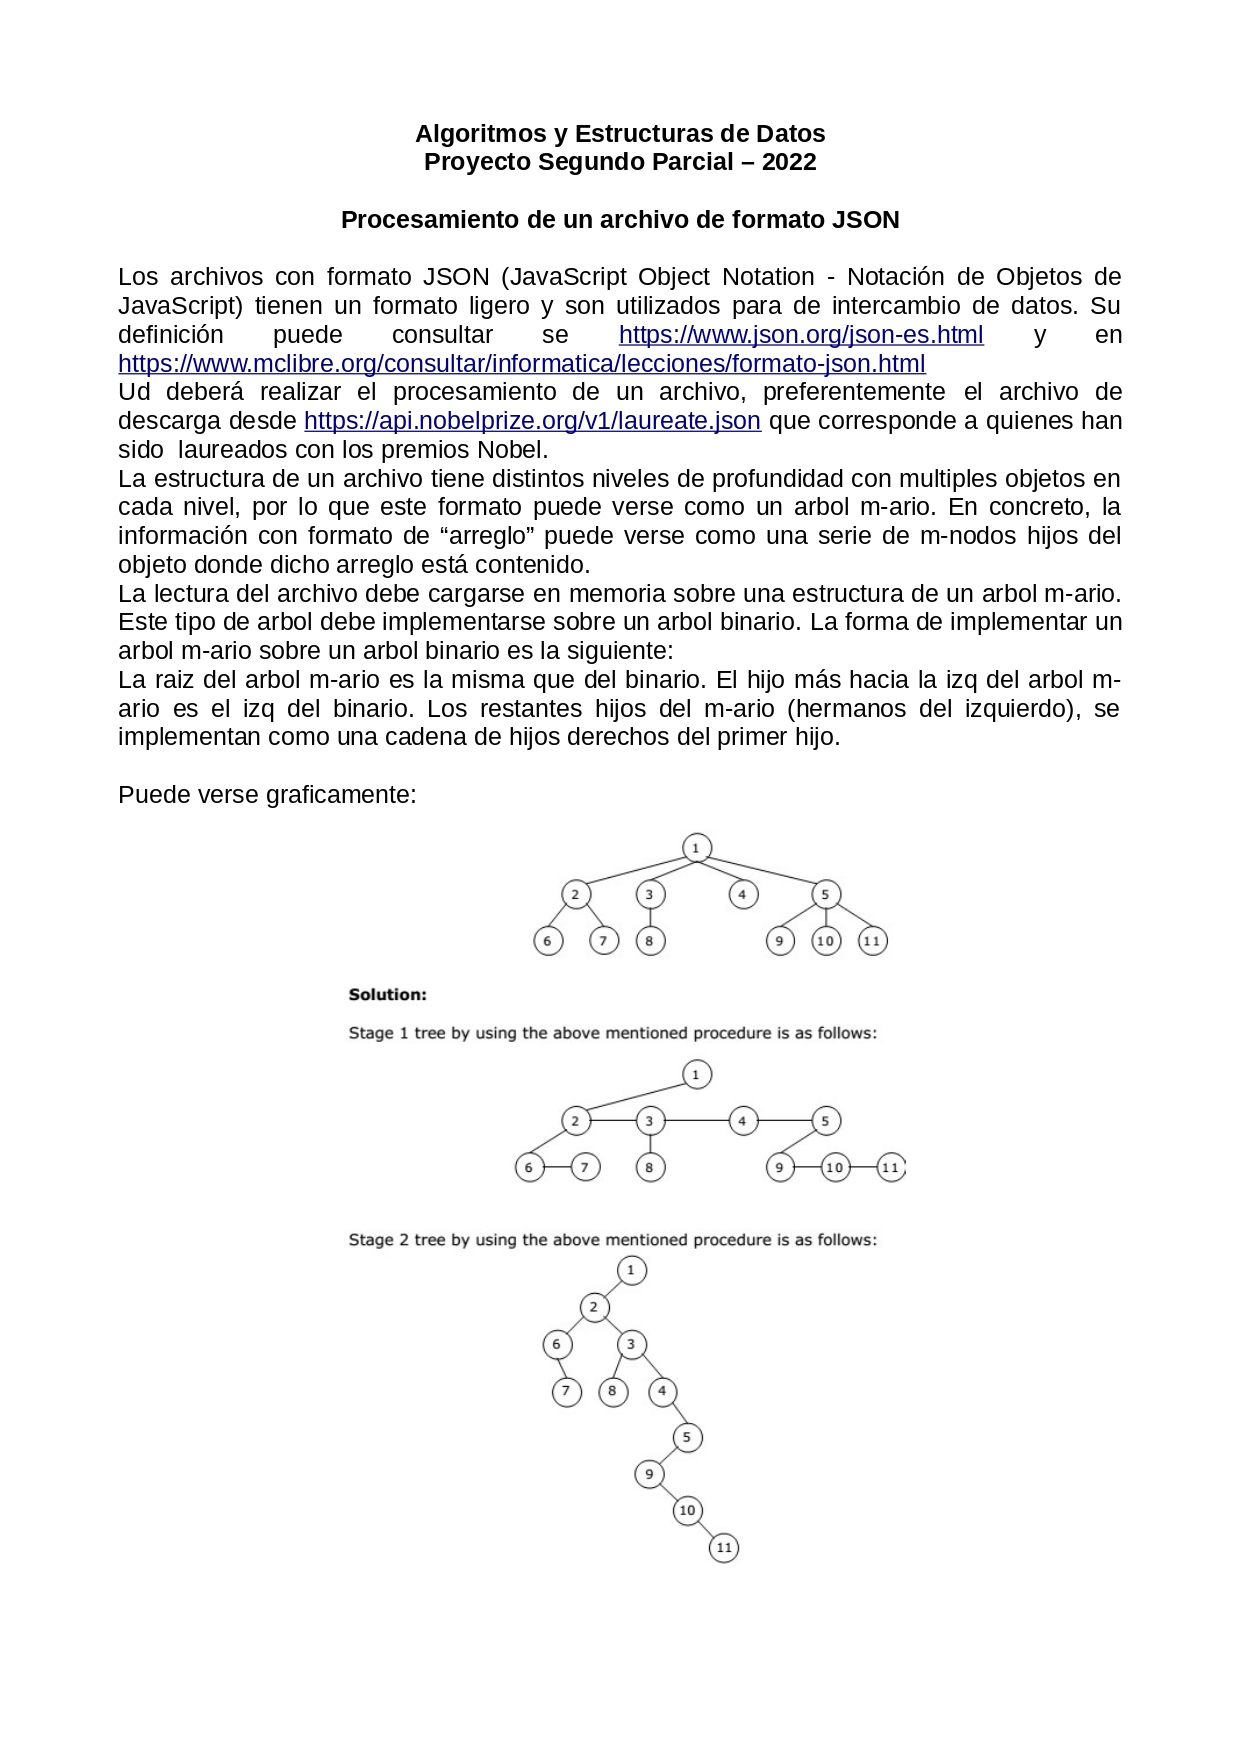 Algoritmos y Estructuras de Datos
Proyecto Segundo Parcial – 2022
Procesamiento de un archivo de formato JSON
Los archivos con formato JSON (JavaScript Object Notation - Notación de Objetos de
JavaScript) tienen un formato ligero y son utilizados para de intercambio de datos. Su
definición puede consultar se https://www.json.org/json-es.html y en
https://www.mclibre.org/consultar/informatica/lecciones/formato-json.html
Ud deberá realizar el procesamiento de un archivo, preferentemente el archivo de
descarga desde https://api.nobelprize.org/v1/laureate.json que corresponde a quienes han
sido laureados con los premios Nobel.
La estructura de un archivo tiene distintos niveles de profundidad con multiples objetos en
cada nivel, por lo que este formato puede verse como un arbol m-ario. En concreto, la
información con formato de “arreglo” puede verse como una serie de m-nodos hijos del
objeto donde dicho arreglo está contenido.
La lectura del archivo debe cargarse en memoria sobre una estructura de un arbol m-ario.
Este tipo de arbol debe implementarse sobre un arbol binario. La forma de implementar un
arbol m-ario sobre un arbol binario es la siguiente:
La raiz del arbol m-ario es la misma que del binario. El hijo más hacia la izq del arbol m-
ario es el izq del binario. Los restantes hijos del m-ario (hermanos del izquierdo), se
implementan como una cadena de hijos derechos del primer hijo.
Puede verse graficamente:
1
2 3 4 5
6 7 8 9 10 11
Solution:
Stage 1 tree by using the above mentioned procedure is as follows:
1
2 3 4 5
6 7 8 9 10 11
Stage 2 tree by using the above mentioned procedure is as follows:
1
2
6 3
7 8 4
5
9
10
11